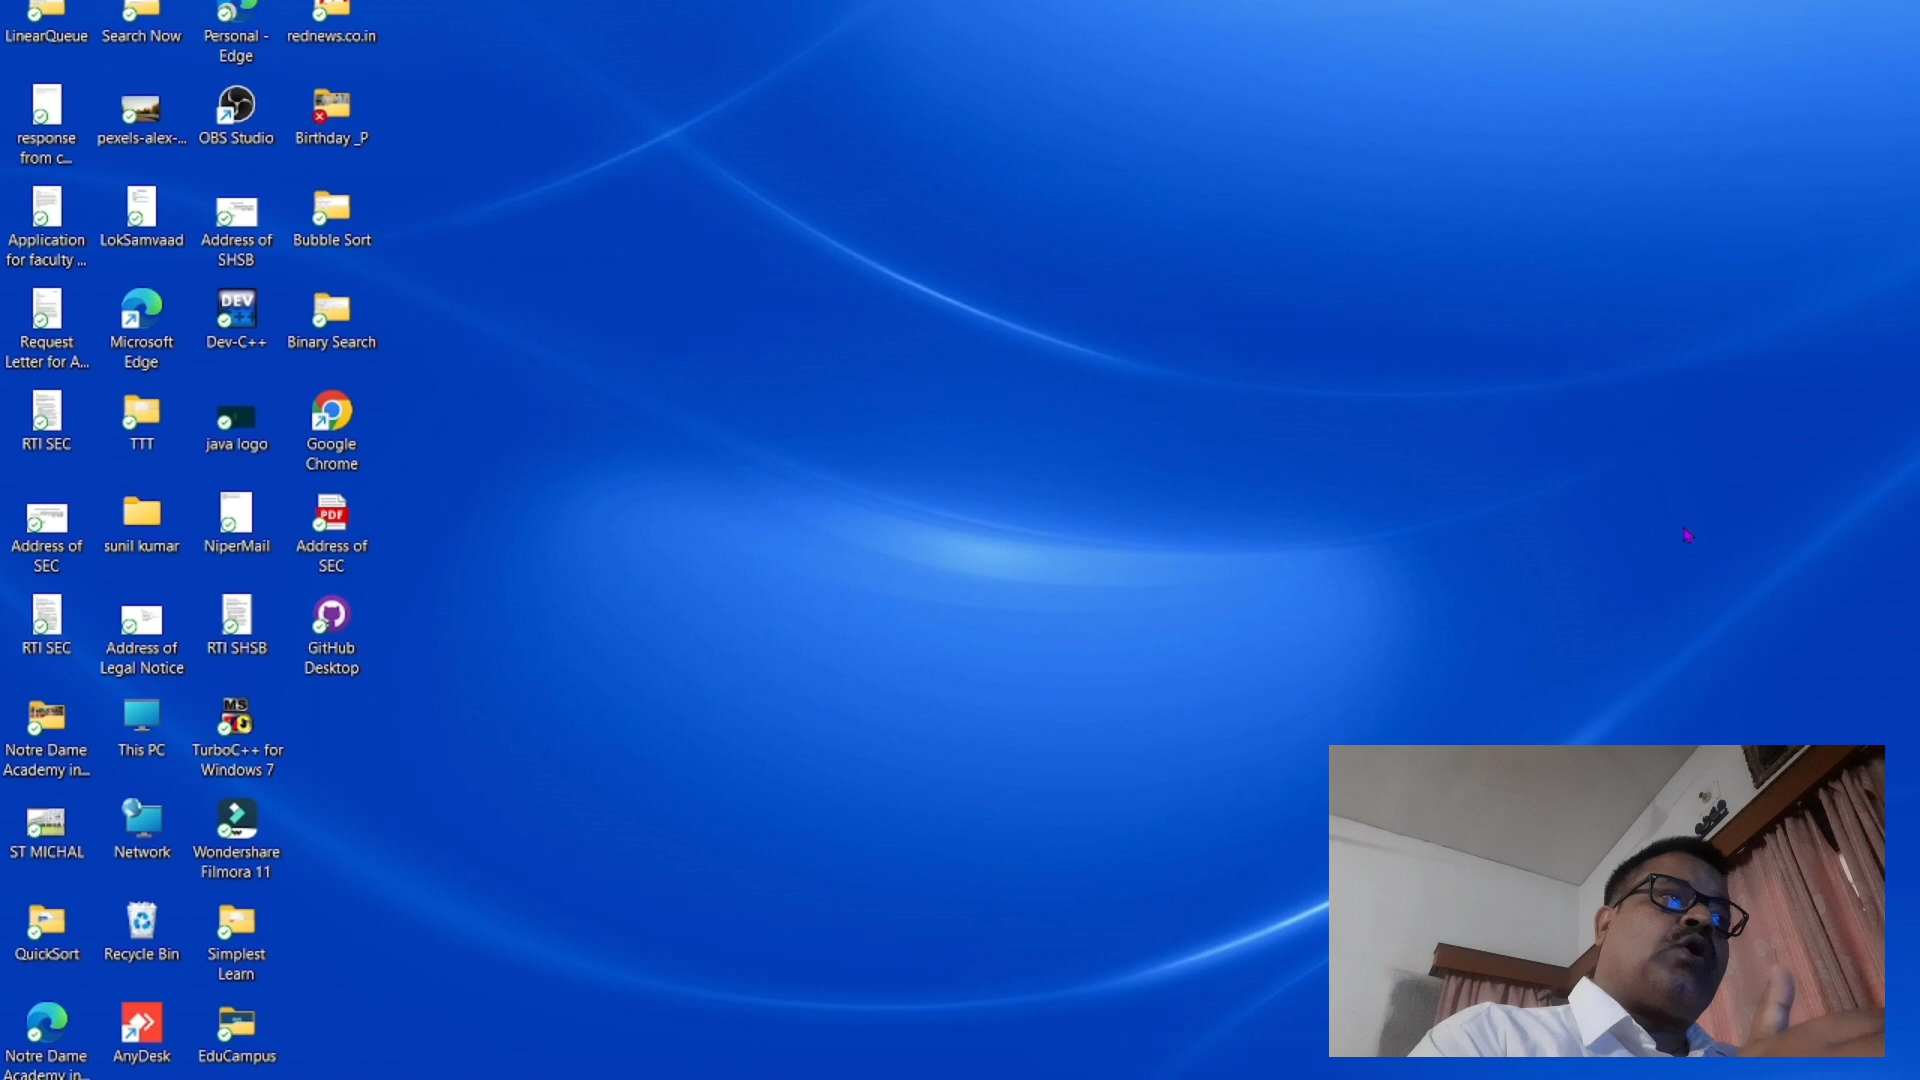 LinearQueue
Search Now
Personal -
Edge
rednews.co.in
response
from c...
pexels-alex-...
OBS Studio
Birthday _P
Application
for faculty ...
LokSamvaad
Address of
SHSB
Bubble Sort
Request
Letter for A...
Microsoft
Edge
DEV
Dev-C++
Binary Search
RTI SEC
TTT
java logo
Google
Chrome
Address of
SEC
sunil kumar
NiperMail
PDF
Address of
SEC
RTI SEC
Address of
Legal Notice
RTI SHSB
GitHub
Desktop
Notre Dame
Academy in...
This PC
MS
TurboC++ for
Windows 7
ST MICHAL
Network
Wondershare
Filmora 11
QuickSort
Recycle Bin
Simplest
Learn
Notre Dame
Academy in...
AnyDesk
EduCampus